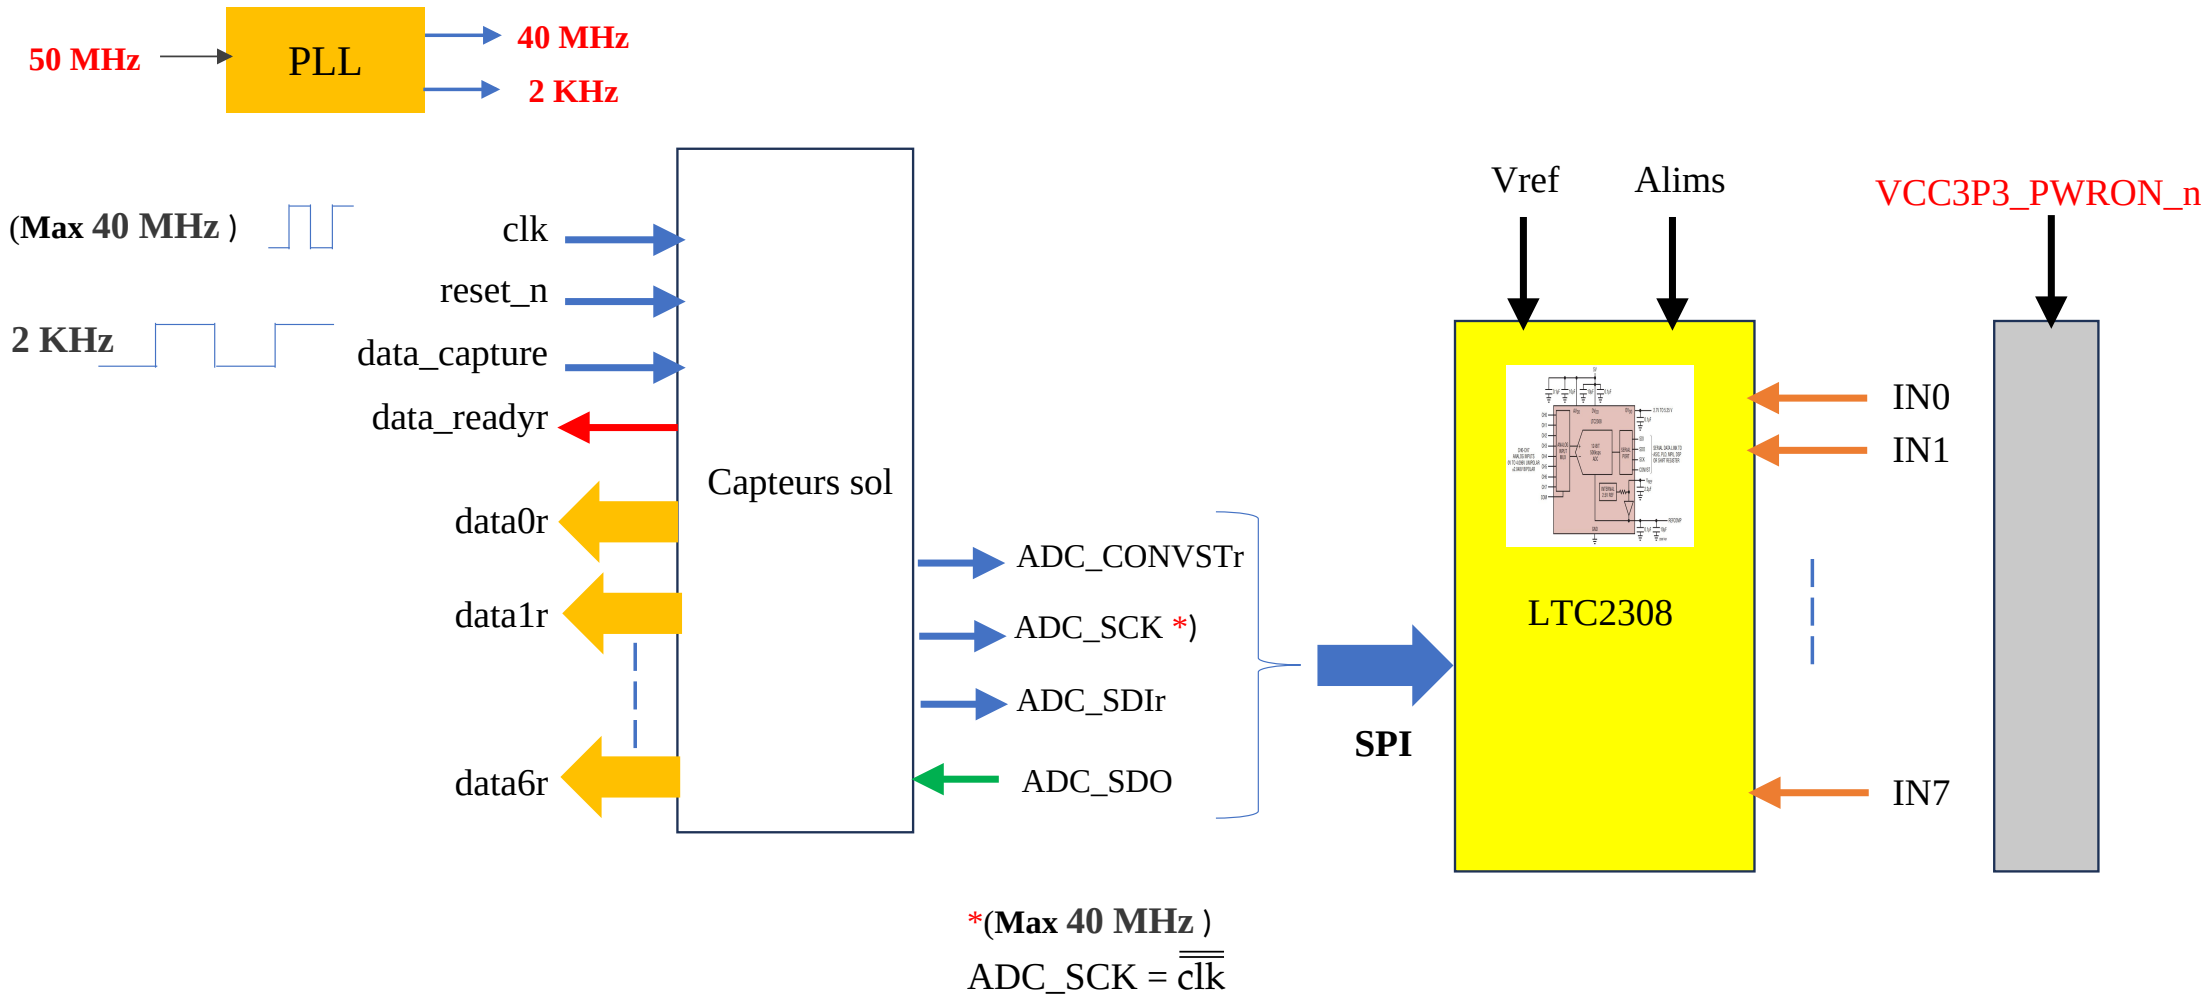 50 MHz
PLL
40 MHz
2 KHz
(Max 40 MHz )
2 KHz
clk
reset_n
data_capture
data_readyr
data0r
data1r
data6r
Capteurs sol
ADC_CONVSTr
ADC_SCK *)
ADC_SDIr
ADC_SDO
SPI
Vref
Alims
LTC2308
VCC3P3_PWRON_n
IN0
IN1
IN7
*(Max 40 MHz )
ADC_SCK = clk